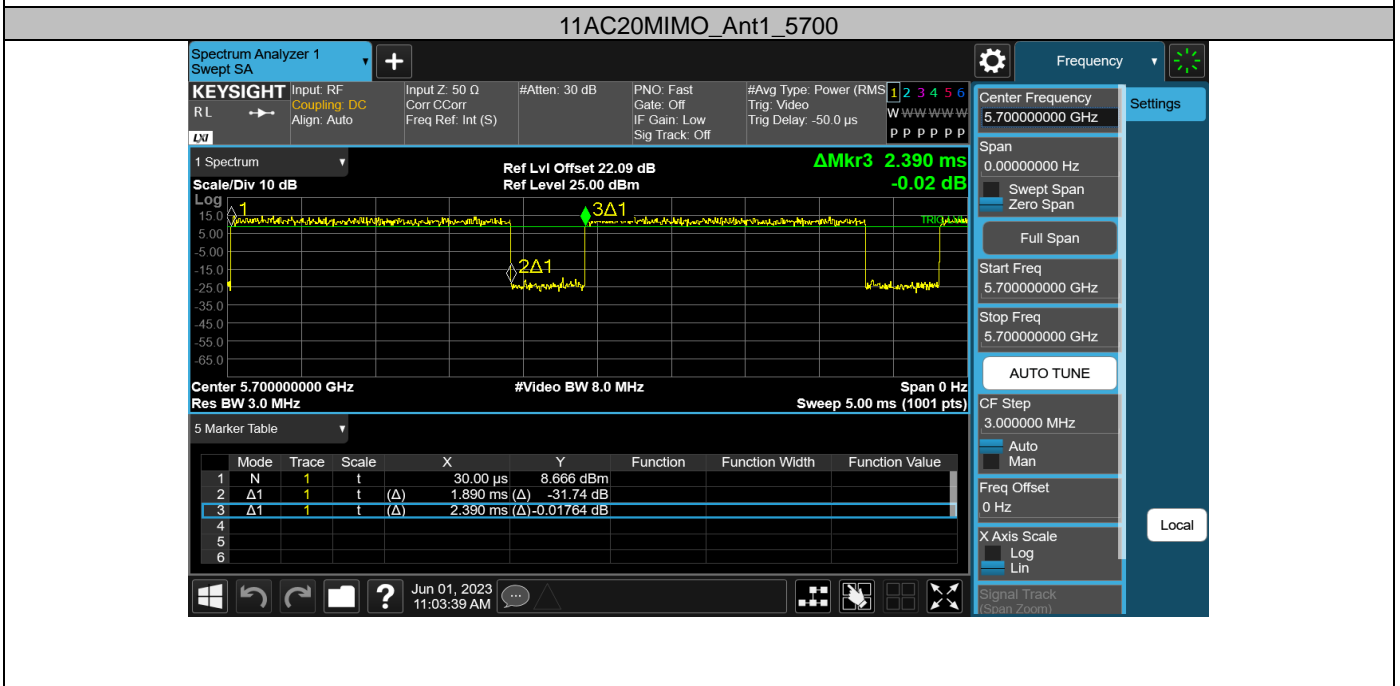 11AC20MIMO_Ant1_5700
Spectrum Analyzer 1
Swept SA
Frequency
KEYSIGHT
RL
LXI
Input: RF
Coupling: DC
Align: Auto
Input Z: 50 Ω
Corr CCorr
Freq Ref: Int (S)
#Atten: 30 dB
PNO: Fast
Gate: Off
IF Gain: Low
Sig Track: Off
#Avg Type: Power (RMS
Trig: Video
Trig Delay: -50.0 µs
1 2 3 4 5 6
W W W W W W
P P P P P P
1 Spectrum
Scale/Div 10 dB
Ref Lvl Offset 22.09 dB
Ref Level 25.00 dBm
ΔMkr3 2.390 ms
-0.02 dB
Log
15.0
5.00
-5.00
-15.0
-25.0
-35.0
-45.0
-55.0
-65.0
1
3Δ1
2Δ1
Center 5.700000000 GHz
Res BW 3.0 MHz
#Video BW 8.0 MHz
Span 0 Hz
Sweep 5.00 ms (1001 pts)
5 Marker Table
Mode Trace Scale X Y Function Function Width Function Value
1 N 1 t 30.00 µs 8.666 dBm
2 Δ1 1 t (Δ) 1.890 ms (Δ) -31.74 dB
3 Δ1 1 t (Δ) 2.390 ms (Δ) -0.01764 dB
4
5
6
?
Jun 01, 2023
11:03:39 AM
Center Frequency
5.700000000 GHz
Span
0.00000000 Hz
Swept Span
Zero Span
Full Span
Start Freq
5.700000000 GHz
Stop Freq
5.700000000 GHz
AUTO TUNE
CF Step
3.000000 MHz
Auto
Man
Freq Offset
0 Hz
X Axis Scale
Log
Lin
Signal Track
(Span Zoom)
Settings
Local